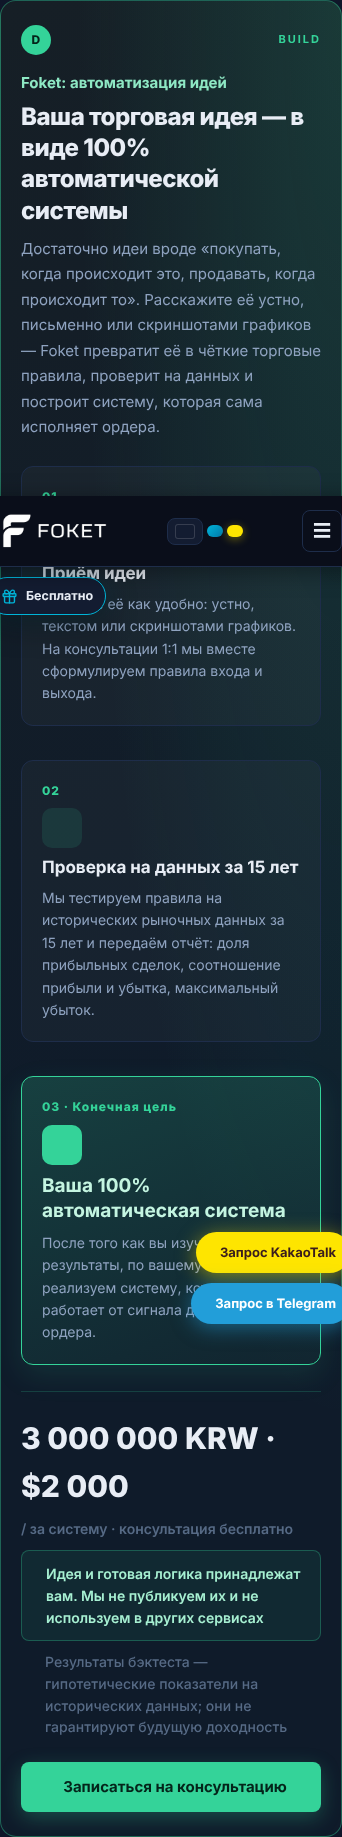 D
BUILD
Foket: автоматизация идей
Ваша торговая идея — в
виде 100%
автоматической
системы
Достаточно идеи вроде «покупать,
когда происходит это, продавать, когда
происходит то». Расскажите её устно,
письменно или скриншотами графиков
— Foket превратит её в чёткие торговые
правила, проверит на данных и
построит систему, которая сама
исполняет ордера.
FOKET
Приём идеи
Бесплатно
её как удобно: устно,
текстом или скриншотами графиков.
На консультации 1:1 мы вместе
сформулируем правила входа и
выхода.
02
Проверка на данных за 15 лет
Мы тестируем правила на
исторических рыночных данных за
15 лет и передаём отчёт: доля
прибыльных сделок, соотношение
прибыли и убытка, максимальный
убыток.
03 · Конечная цель
Ваша 100%
автоматическая система
После того как вы
результаты, по вашему
Запрос KakaoTalk
реализуем систему,
работает от сигнала
Запрос в Telegram
ордера.
3 000 000 KRW ·
$2 000
/ за систему · консультация бесплатно
Идея и готовая логика принадлежат
вам. Мы не публикуем их и не
используем в других сервисах
Результаты бэктеста —
гипотетические показатели на
исторических данных; они не
гарантируют будущую доходность
Записаться на консультацию